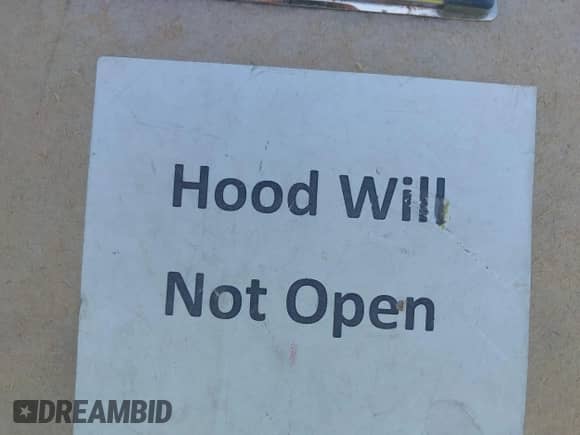 Hood Will
Not Open
DREAMBID